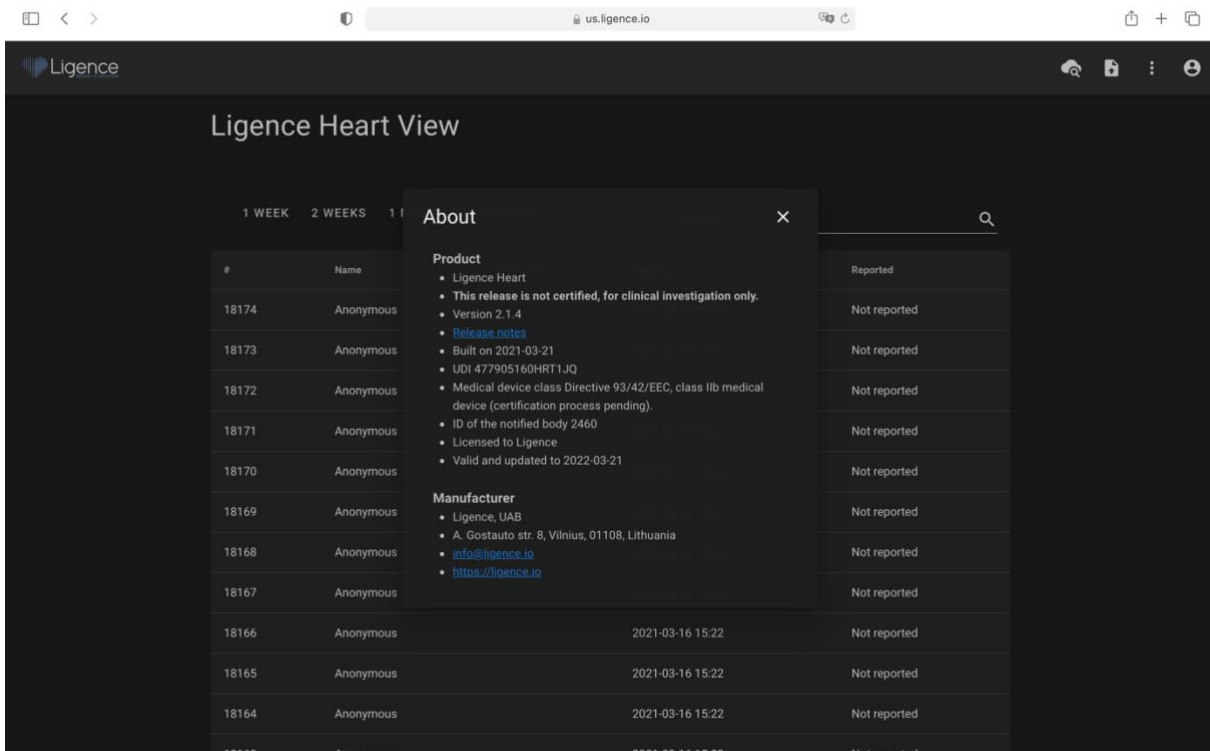 us.ligence.io
Ligence
Ligence Heart View
1 WEEK 2 WEEKS
About
# Name Reported
Product
Ligence Heart
This release is not certified, for clinical investigation only.
Version 2.1.4
Release notes
Built on 2021-03-21
UDI 477905160HRT1JQ
Medical device class Directive 93/42/EEC, class IIb medical
device (certification process pending).
ID of the notified body 2460
Licensed to Ligence
Valid and updated to 2022-03-21
Manufacturer
Ligence, UAB
A. Gostauto str. 8, Vilnius, 01108, Lithuania
info@ligence.io
https://ligence.io
18174 Anonymous Not reported
18173 Anonymous Not reported
18172 Anonymous Not reported
18171 Anonymous Not reported
18170 Anonymous Not reported
18169 Anonymous Not reported
18168 Anonymous Not reported
18167 Anonymous Not reported
18166 Anonymous 2021-03-16 15:22 Not reported
18165 Anonymous 2021-03-16 15:22 Not reported
18164 Anonymous 2021-03-16 15:22 Not reported